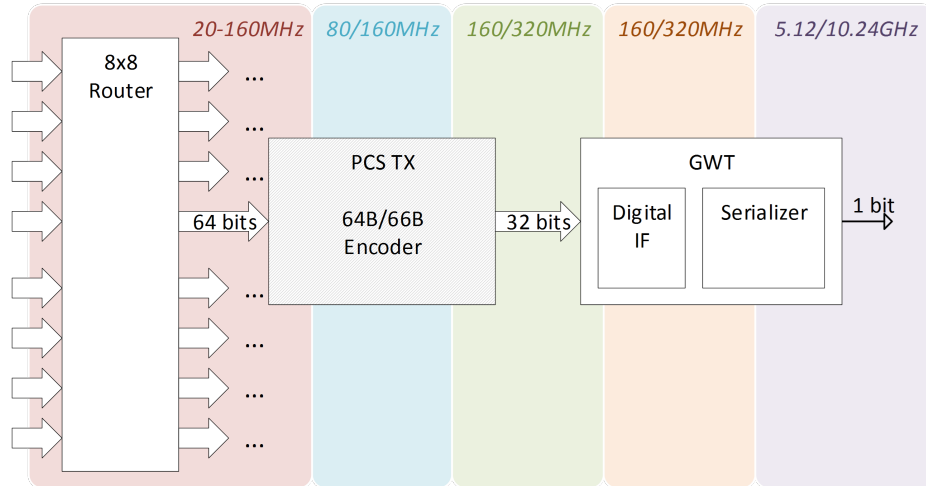 20-160MHz
80/160MHz
160/320MHz
160/320MHz
5.12/10.24GHz
8x8
Router
...
...
...
64 bits
PCS TX
64B/66B
Encoder
32 bits
GWT
Digital
IF
Serializer
1 bit
...
...
...
...